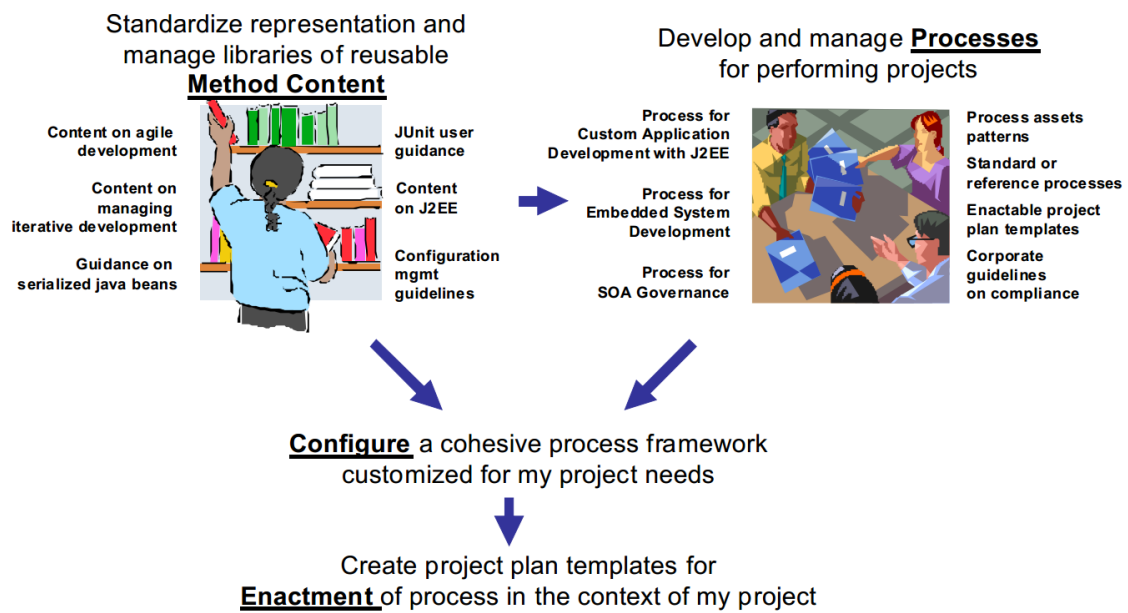 Standardize representation and
manage libraries of reusable
Method Content
Content on agile
development
Content on
managing
iterative development
Guidance on
serialized java beans
JUnit user
guidance
Content
on J2EE
Configuration
mgmt
guidelines
Develop and manage Processes
for performing projects
Process for
Custom Application
Development with J2EE
Process for
Embedded System
Development
Process for
SOA Governance
Process assets
patterns
Standard or
reference processes
Enactable project
plan templates
Corporate
guidelines
on compliance
Configure a cohesive process framework
customized for my project needs
Create project plan templates for
Enactment of process in the context of my project